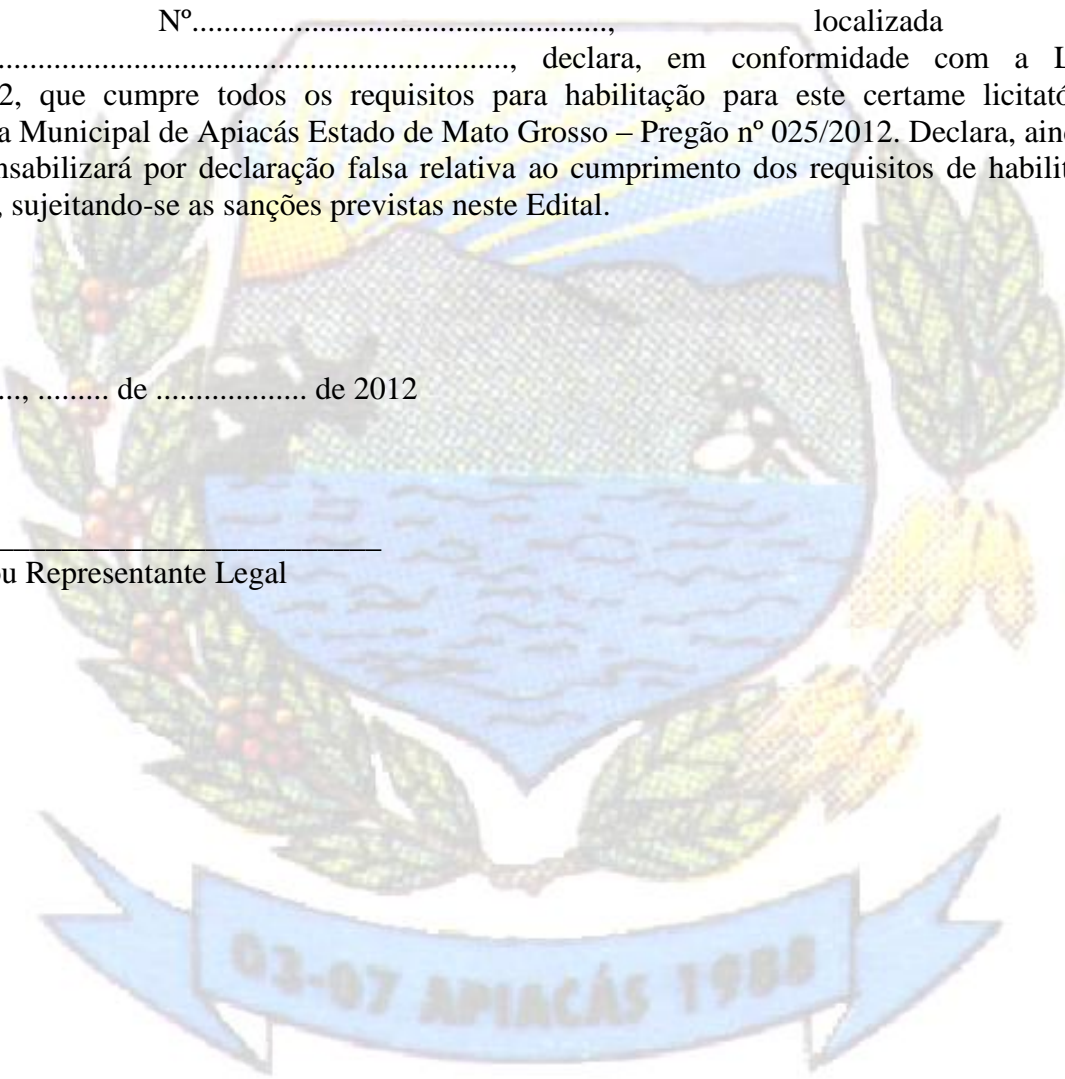 Nº...................................................., localizada
................................................................, declara, em conformidade com a L
2, que cumpre todos os requisitos para habilitação para este certame licitató
a Municipal de Apiacás Estado de Mato Grosso – Pregão nº 025/2012. Declara, ain
nsabilizará por declaração falsa relativa ao cumprimento dos requisitos de habilit
, sujeitando-se as sanções previstas neste Edital.
..., ......... de ................... de 2012
________________________
u Representante Legal
03-07 APIACÁS 1988